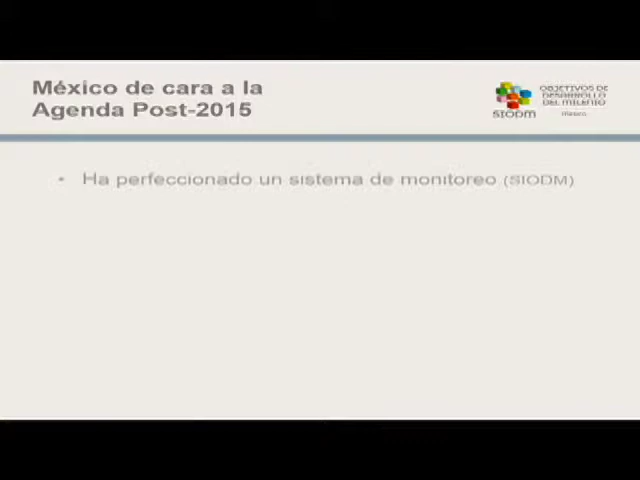 México de cara a la
Agenda Post-2015
SIODM
OBJETIVOS DE
DESARROLLO
DEL MILENIO
México
• Ha perfeccionado un sistema de monitoreo (SIODM)